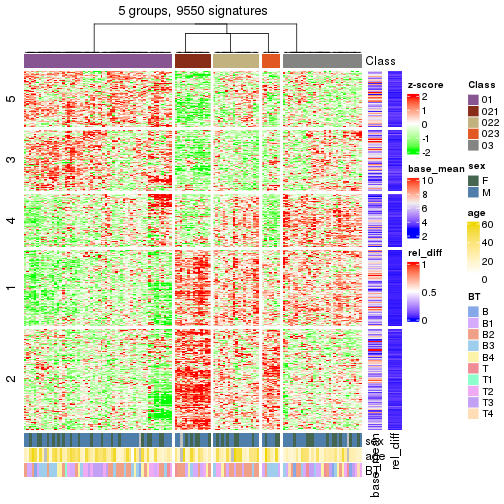 5 groups, 9550 signatures
Class
5
3
4
1
2
sex
age
BT
base_mean
rel_diff
z-score
2
1
0
-1
-2
base_mean
10
8
6
4
2
rel_diff
1
0.5
0
Class
01
021
022
023
03
sex
F
M
age
60
40
20
0
BT
B
B1
B2
B3
B4
T
T1
T2
T3
T4